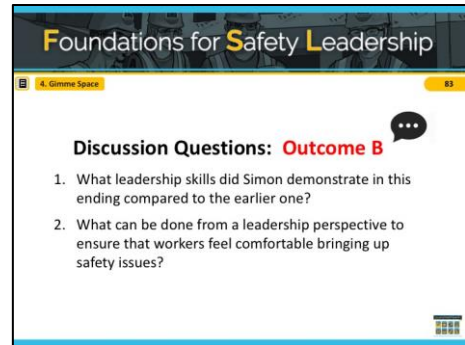 Foundations for Safety Leadership
4. Gimme Space
83
Discussion Questions: Outcome B
1. What leadership skills did Simon demonstrate in this
ending compared to the earlier one?
2. What can be done from a leadership perspective to
ensure that workers feel comfortable bringing up
safety issues?